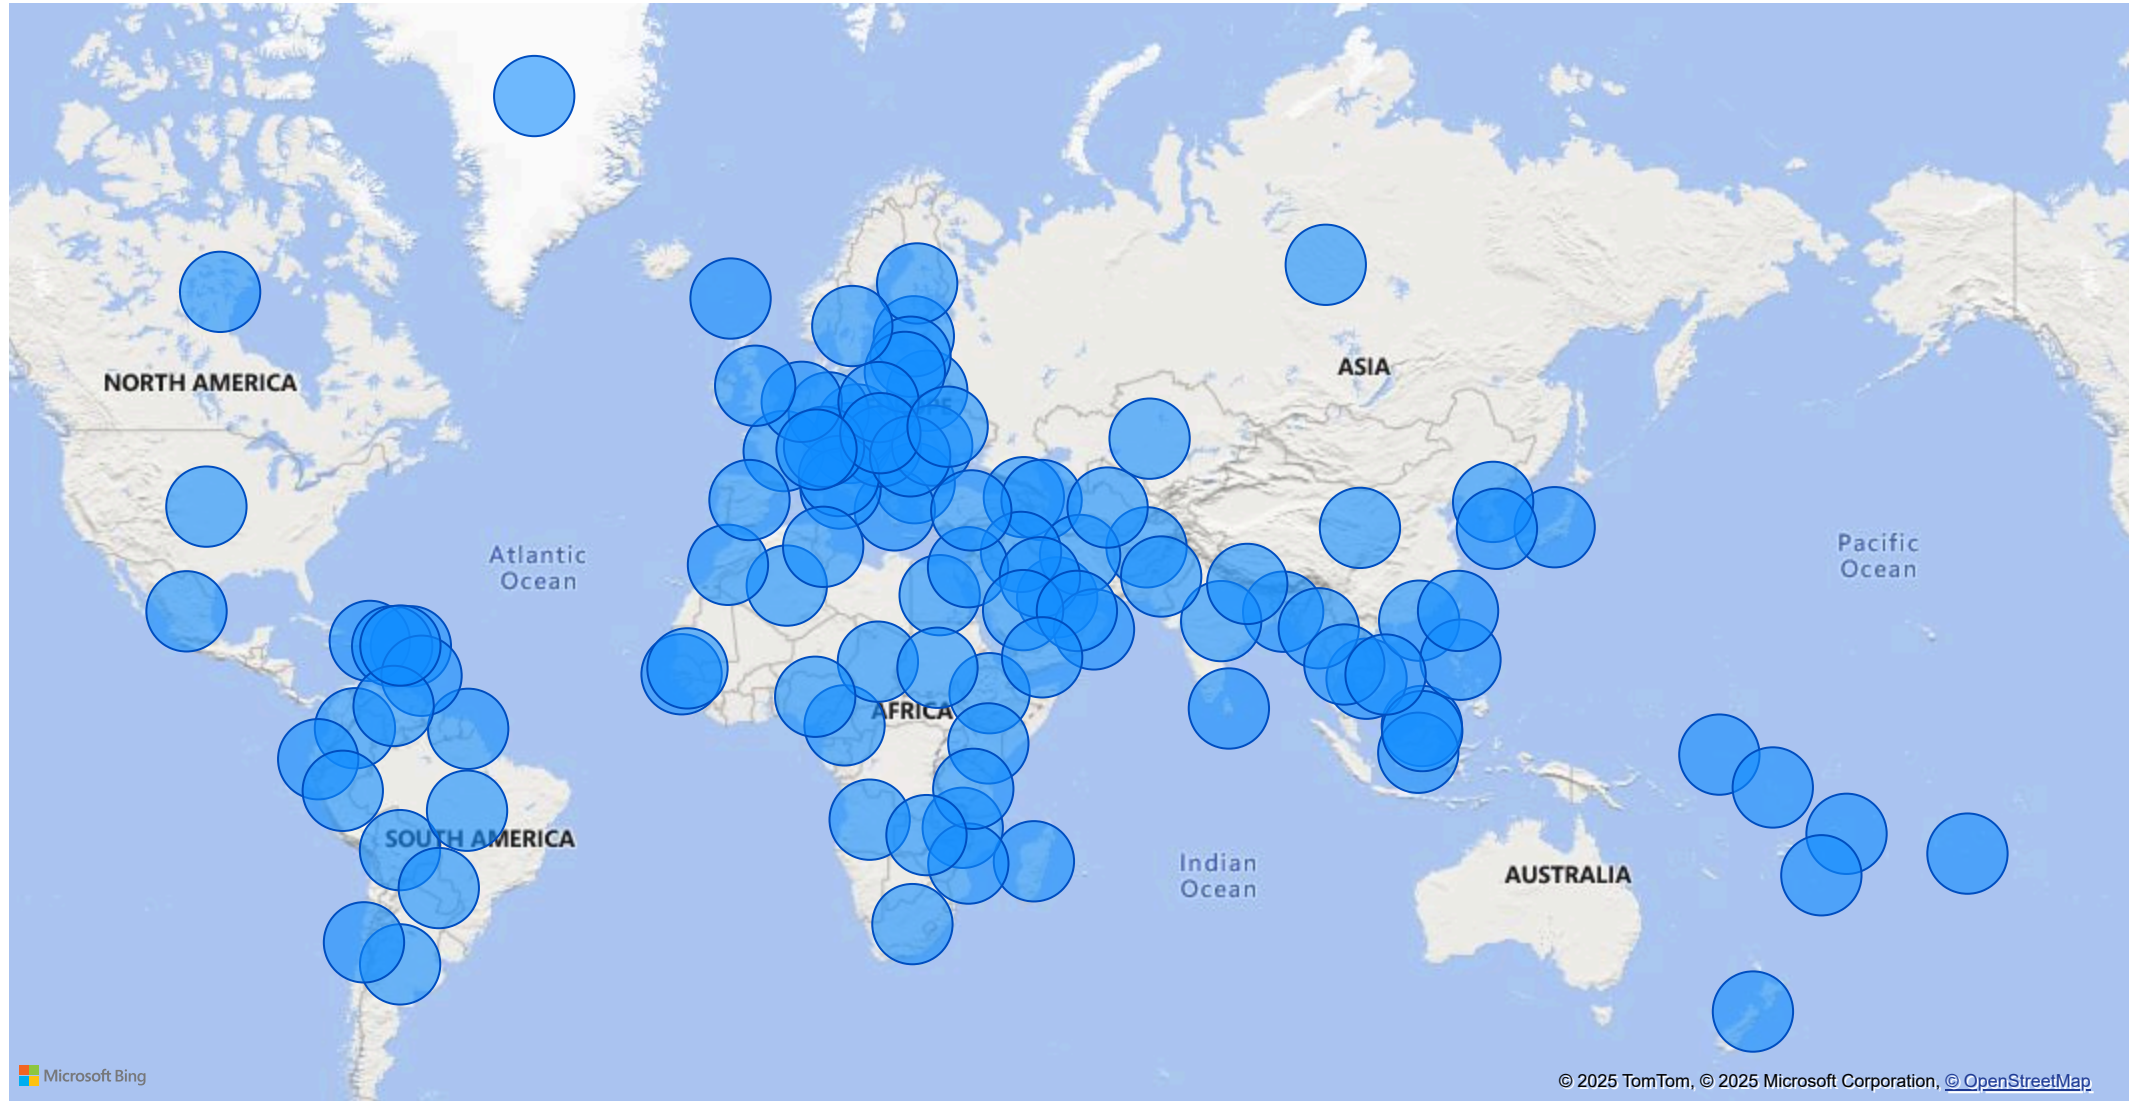 NORTH AMERICA
ASIA
PE
Atlantic
Ocean
Pacific
Ocean
AFRICA
SOUTH AMERICA
Indian
Ocean
AUSTRALIA
Microsoft Bing
© 2025 TomTom, © 2025 Microsoft Corporation, © OpenStreetMap